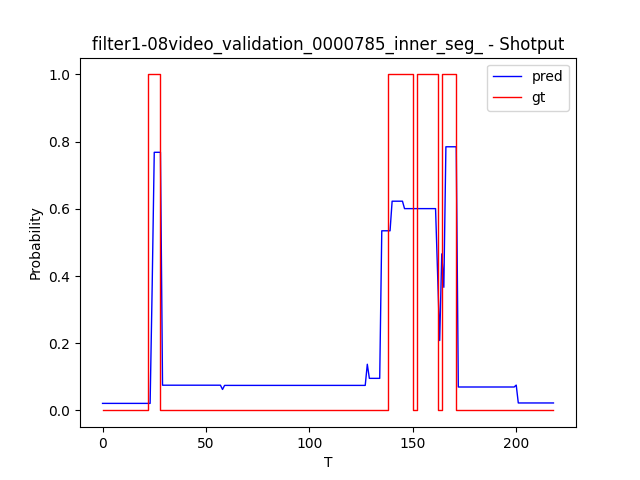 filter1-08video_validation_0000785_inner_seg_ - Shotput
1.0
pred
gt
0.8
0.6
Probability
0.4
0.2
0.0
0
50
100
150
200
T